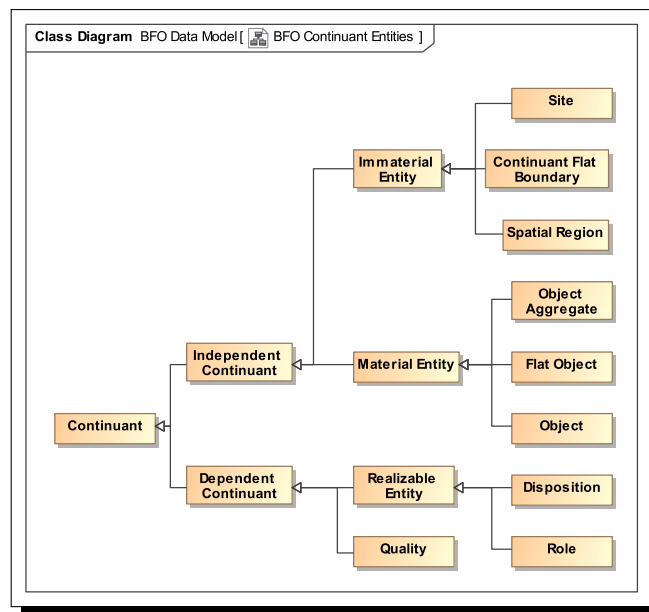 Class Diagram BFO Data Model [ BFO Continuant Entities ]
Site
Immaterial
Entity
Continuant Flat
Boundary
Spatial Region
Object
Aggregate
Independent
Continuant
Material Entity
Flat Object
Continuant
Object
Dependent
Continuant
Realizable
Entity
Disposition
Quality
Role